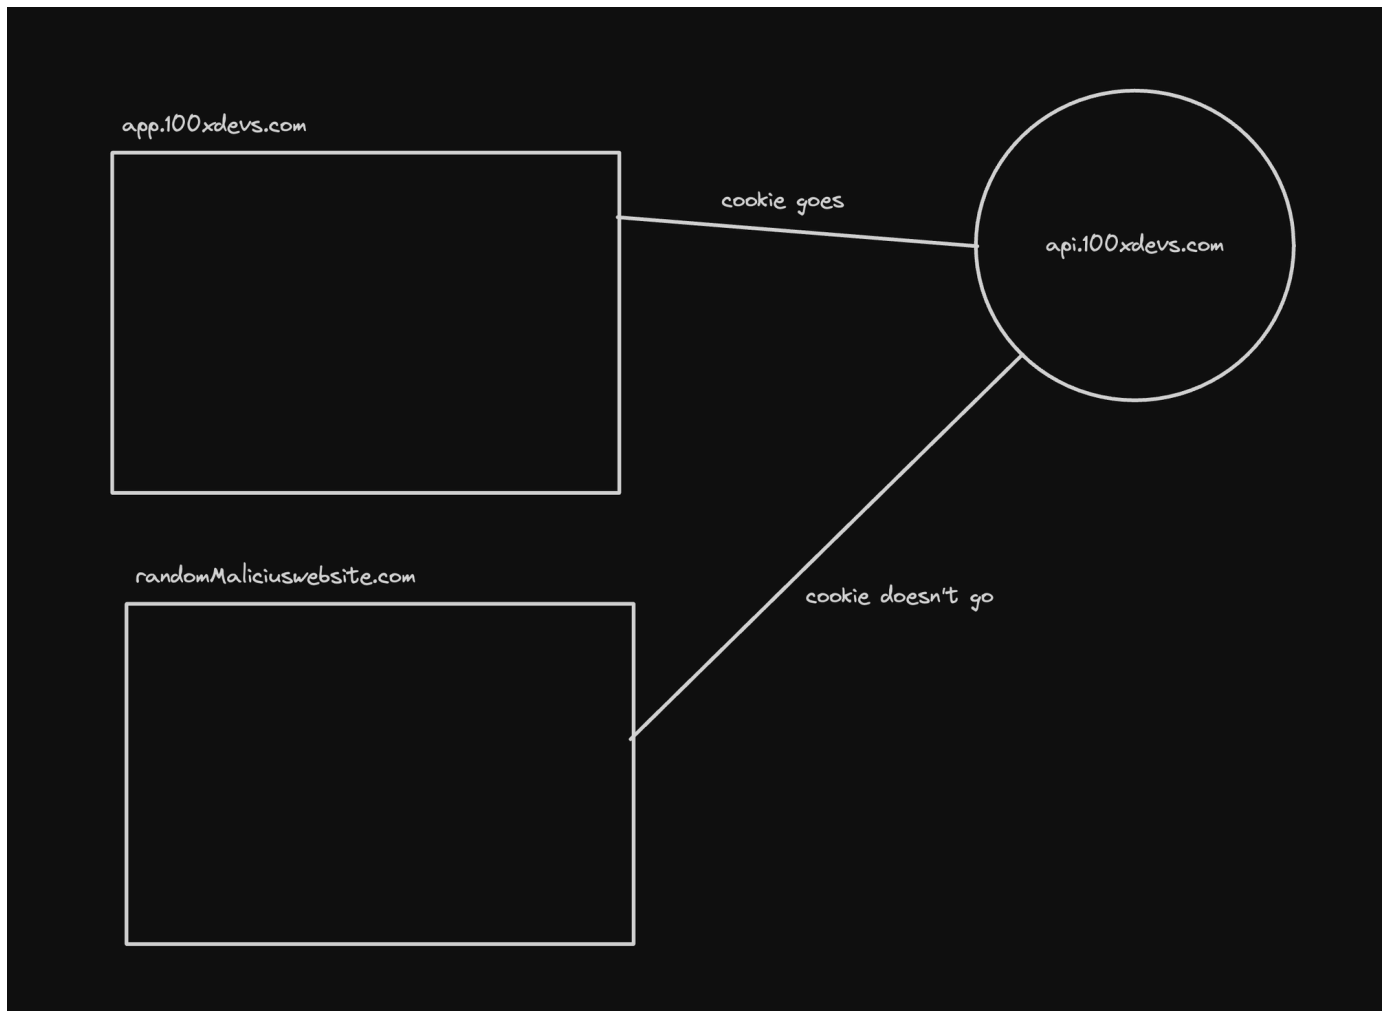 app.100xdevs.com
cookie goes
api.100xdevs.com
randomMaliciuswebsite.com
cookie doesn't go